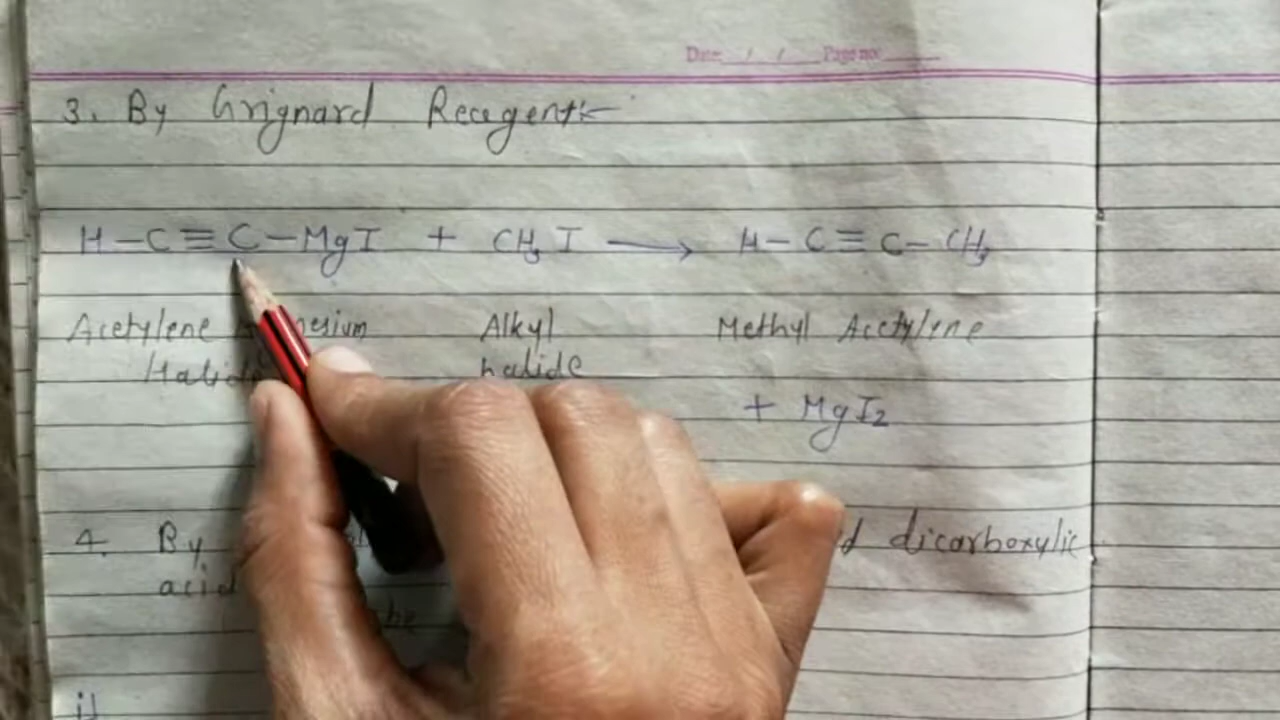 Date / / Page no:
3. By Grignard Reagent
H-C≡C-MgI + CH3I ⟶ H-C≡C-CH3
Acetylene Alkyl Methyl Acetylene
Halide halide
+ MgI2
4. By dicarboxylic
acid
i)